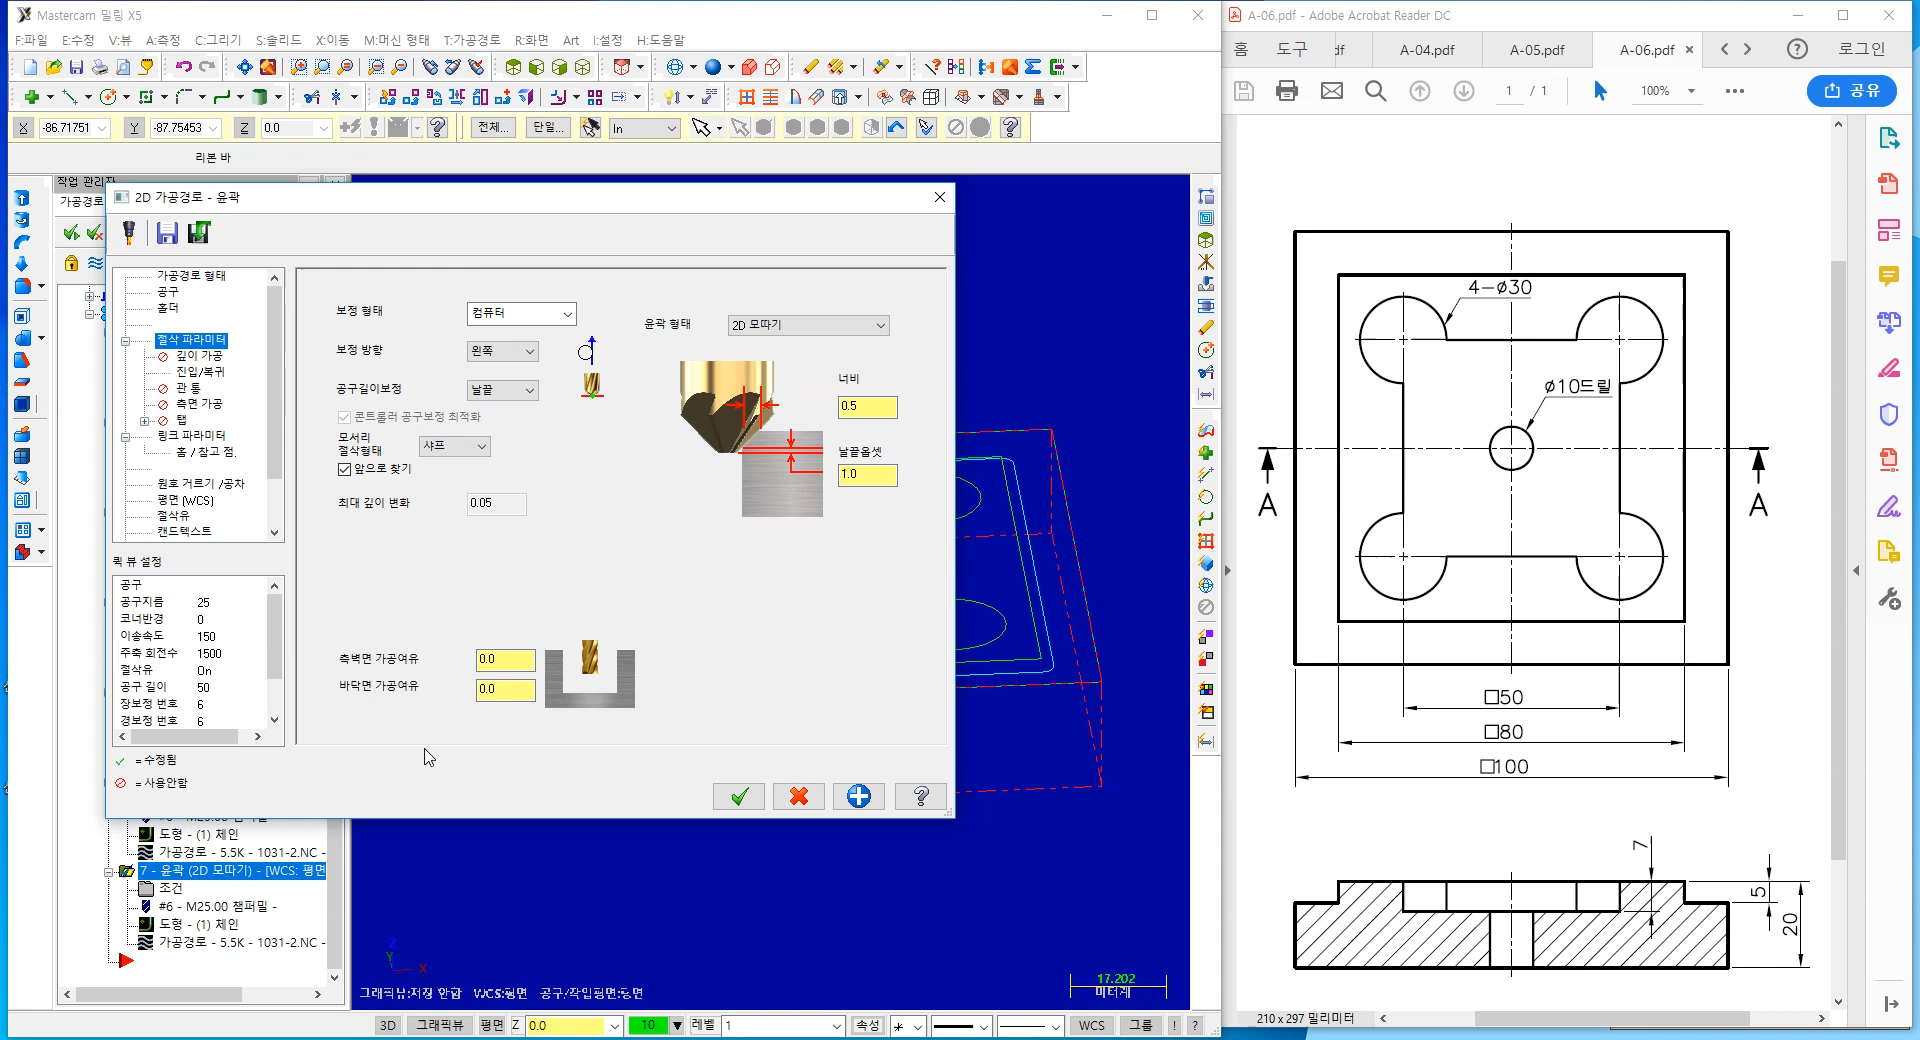 Mastercam 밀링 X5
F:파일 E:수정 V:뷰 A:측정 C:그리기 S:솔리드 X:이동 M:머신 형태 T:가공경로 R:화면 Art I:설정 H:도움말
X -86.71751 Y -87.75453 Z 0.0 전체... 단일... In
리본 바
작업 관리자
가공경로
2D 가공경로 - 윤곽
가공경로 형태
공구
홀더
절삭 파라미터
깊이 가공
진입/복귀
관 통
측면 가공
탭
링크 파라미터
홈 / 참고 점.
원호 거르기 /공차
평면 (WCS)
절삭유
캔드텍스트
퀵 뷰 설정
공구
공구지름 25
코너반경 0
이송속도 150
주축 회전수 1500
절삭유 On
공구 길이 50
장보정 번호 6
경보정 번호 6
= 수정됨
= 사용안함
보정 형태 컴퓨터
보정 방향 왼쪽
공구길이보정 날끝
콘트롤러 공구보정 최적화
모서리
절삭형태 샤프
앞으로 찾기
최대 깊이 변화 0.05
윤곽 형태 2D 모따기
너비
0.5
날끝옵셋
1.0
측벽면 가공여유 0.0
바닥면 가공여유 0.0
도형 - (1) 체인
가공경로 - 5.5K - 1031-2.NC -
7 - 윤곽 (2D 모따기) - [WCS: 평면
조건
#6 - M25.00 챔퍼밀 -
도형 - (1) 체인
가공경로 - 5.5K - 1031-2.NC -
Z
Y
X
그래픽뷰:저장 안함 WCS:평면 공구/작업평면:평면
17.202
미터계
3D 그래픽뷰 평면 Z 0.0 10 레벨 1 속성 WCS 그룹 ! ?
A-06.pdf - Adobe Acrobat Reader DC
홈 도구 df A-04.pdf A-05.pdf A-06.pdf 로그인
1 / 1 100% 공유
4-ø30
ø10드릴
A A
□50
□80
□100
7
5
20
210 x 297 밀리미터